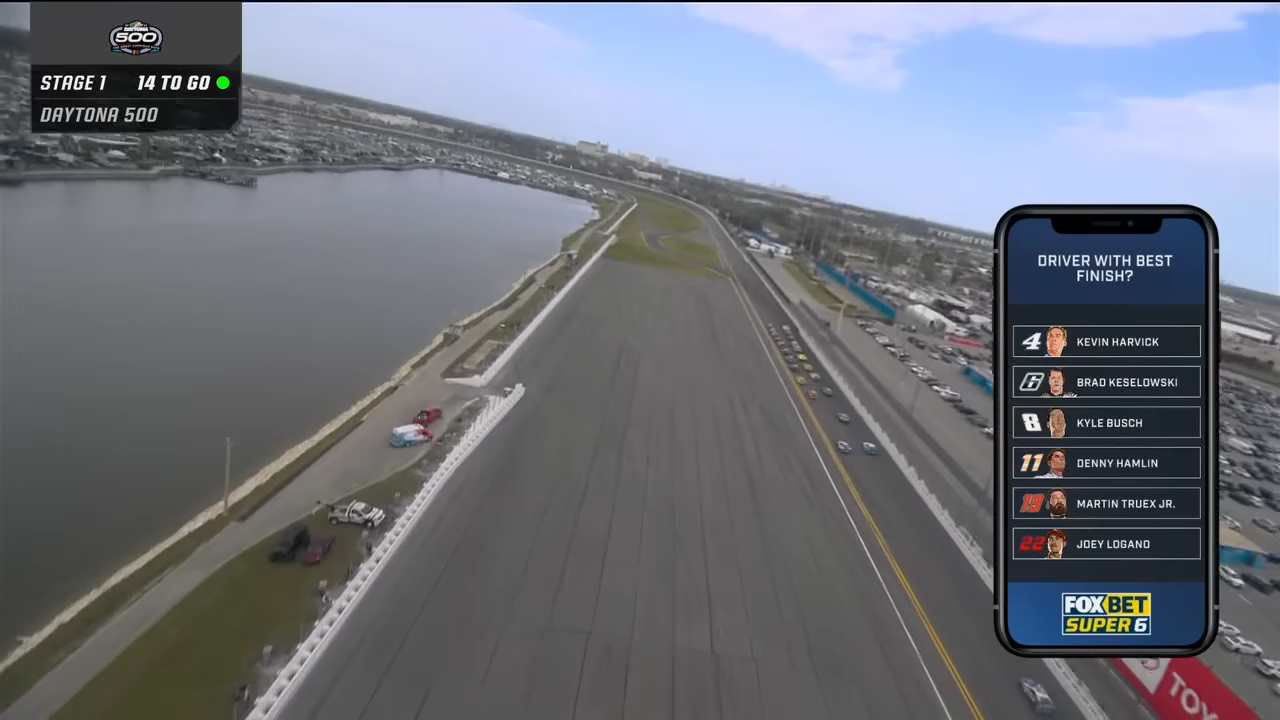 DAYTONA
500
STAGE 1 14 TO GO
DAYTONA 500
DRIVER WITH BEST
FINISH?
4 KEVIN HARVICK
6 BRAD KESELOWSKI
8 KYLE BUSCH
11 DENNY HAMLIN
19 MARTIN TRUEX JR.
22 JOEY LOGANO
FOX BET
SUPER 6